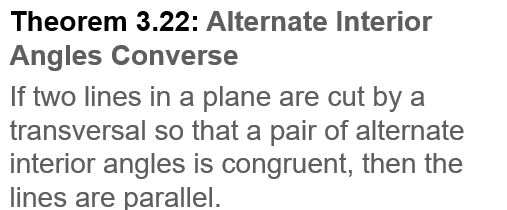 Theorem 3.22: Alternate Interior
Angles Converse
If two lines in a plane are cut by a
transversal so that a pair of alternate
interior angles is congruent, then the
lines are parallel.